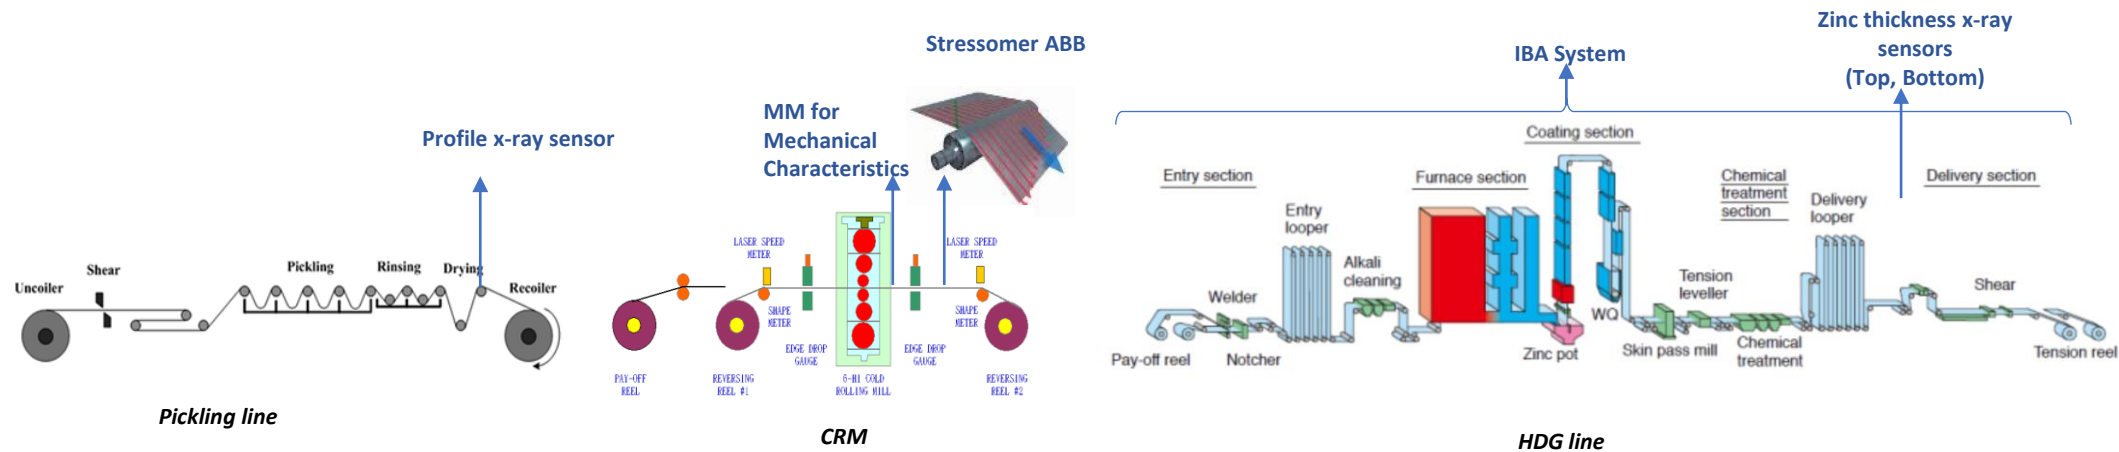 Profile x-ray sensor
Shear
Uncoiler
Pickling
Rinsing
Drying
Recoiler
Pickling line
Stressomer ABB
MM for
Mechanical
Characteristics
LASER SPEED
METER
LASER SPEED
METER
SHAPE
METER
SHAPE
METER
EDGE DROP
GAUGE
EDGE DROP
GAUGE
PAY-OFF
REEL
REVERSING
REEL #1
6-HI COLD
ROLLING MILL
REVERSING
REEL #2
CRM
Zinc thickness x-ray
sensors
(Top, Bottom)
IBA System
Coating section
Entry section
Furnace section
Chemical
treatment
section
Delivery section
Entry
looper
Delivery
looper
Alkali
cleaning
Tension
leveller
Welder
Shear
WQ
Pay-off reel
Notcher
Zinc pot
Skin pass mill
Chemical
treatment
Tension reel
HDG line